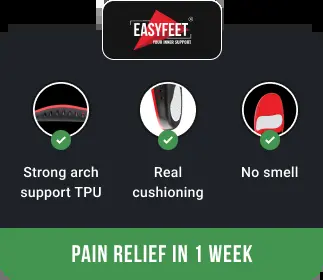 EASYFEET®
YOUR INNER SUPPORT
Strong arch
support TPU
Real
cushioning
No smell
PAIN RELIEF IN 1 WEEK